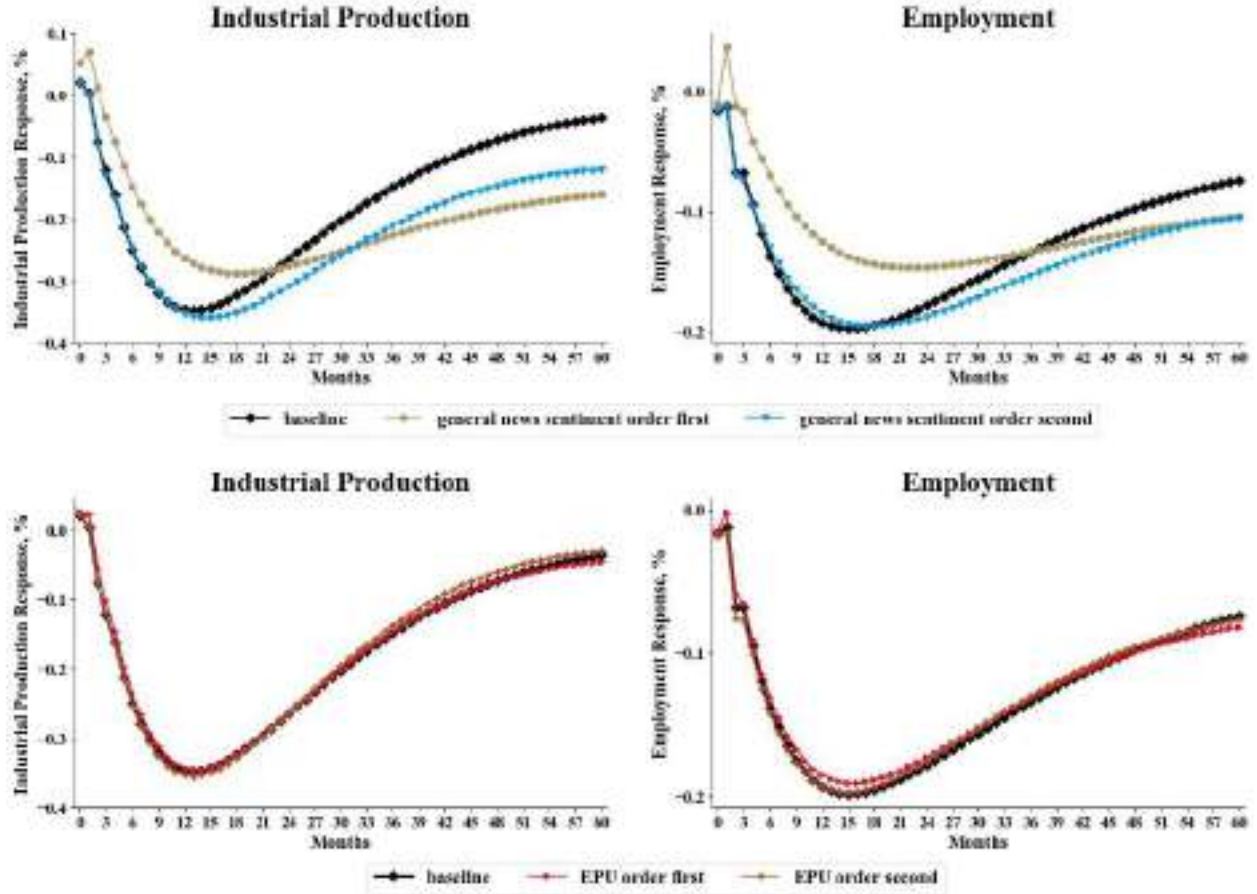 Industrial Production
Employment
Industrial Production Response, %
0.1
0.0
−0.1
−0.2
−0.3
−0.4
0 3 6 9 12 15 18 21 24 27 30 33 36 39 42 45 48 51 54 57 60
Months
Employment Response, %
0.0
−0.1
−0.2
0 3 6 9 12 15 18 21 24 27 30 33 36 39 42 45 48 51 54 57 60
Months
baseline general news sentiment order first general news sentiment order second
Industrial Production
Employment
Industrial Production Response, %
0.0
−0.1
−0.2
−0.3
−0.4
0 3 6 9 12 15 18 21 24 27 30 33 36 39 42 45 48 51 54 57 60
Months
Employment Response, %
0.0
−0.1
−0.2
0 3 6 9 12 15 18 21 24 27 30 33 36 39 42 45 48 51 54 57 60
Months
baseline EPU order first EPU order second